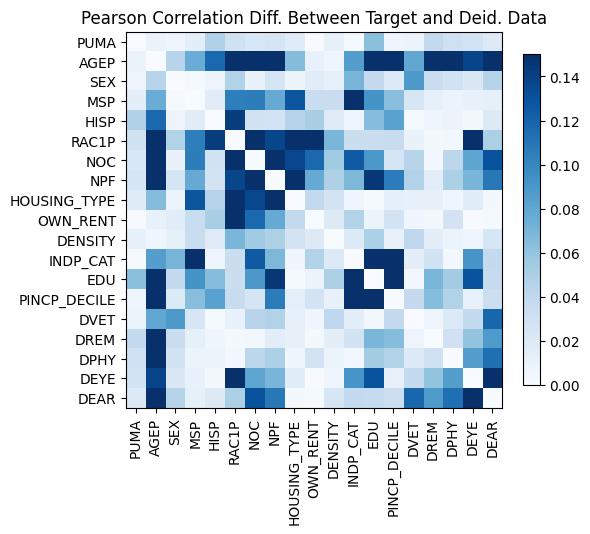 Pearson Correlation Diff. Between Target and Deid. Data
PUMA
AGEP
SEX
MSP
HISP
RAC1P
NOC
NPF
HOUSING_TYPE
OWN_RENT
DENSITY
INDP_CAT
EDU
PINCP_DECILE
DVET
DREM
DPHY
DEYE
DEAR
PUMA
AGEP
SEX
MSP
HISP
RAC1P
NOC
NPF
HOUSING_TYPE
OWN_RENT
DENSITY
INDP_CAT
EDU
PINCP_DECILE
DVET
DREM
DPHY
DEYE
DEAR
0.14
0.12
0.10
0.08
0.06
0.04
0.02
0.00